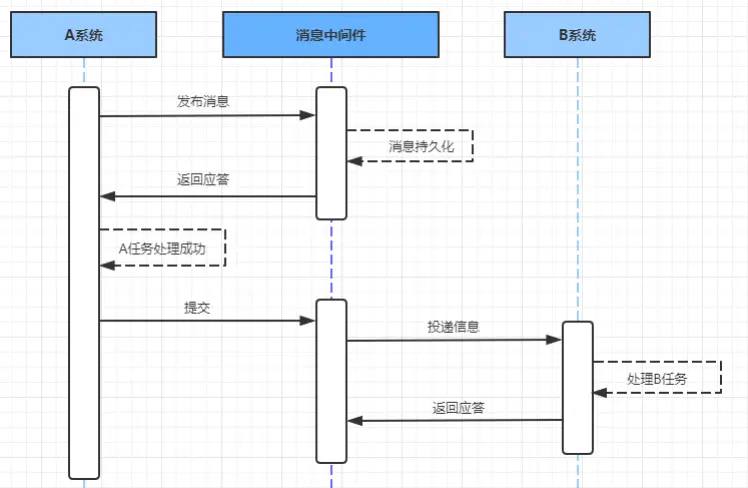 A系统
消息中间件
B系统
发布消息
消息持久化
返回应答
A任务处理成功
提交
投递信息
处理B任务
返回应答